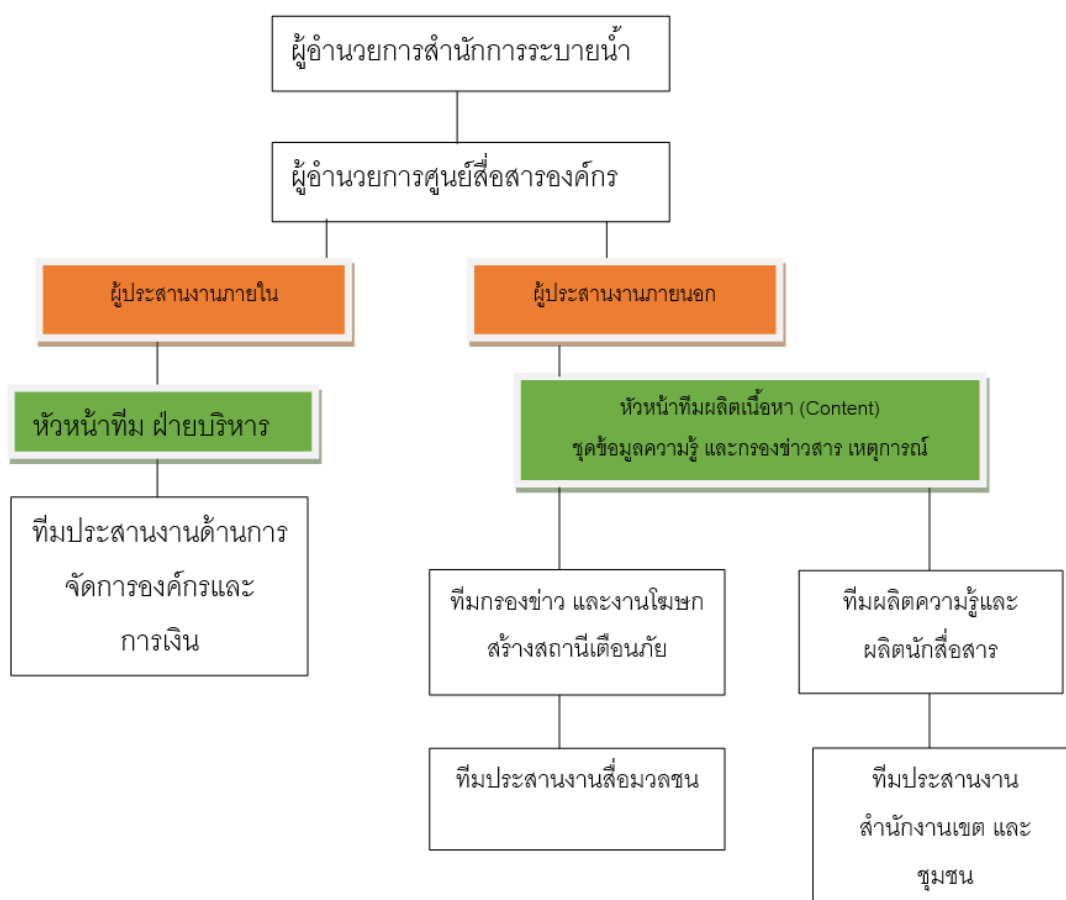 ผู้อำนวยการสำนักการระบายน้ำ
ผู้อำนวยการศูนย์สื่อสารองค์กร
ผู้ประสานงานภายใน
ผู้ประสานงานภายนอก
หัวหน้าทีม ฝ่ายบริหาร
หัวหน้าทีมผลิตเนื้อหา (Content)
ชุดข้อมูลความรู้ และกรองข่าวสาร เหตุการณ์
ทีมประสานงานด้านการ
จัดการองค์กรและ
การเงิน
ทีมกรองข่าว และงานโฆษก
สร้างสถานีเตือนภัย
ทีมผลิตความรู้และ
ผลิตนักสื่อสาร
ทีมประสานงานสื่อมวลชน
ทีมประสานงาน
สำนักงานเขต และ
ชุมชน